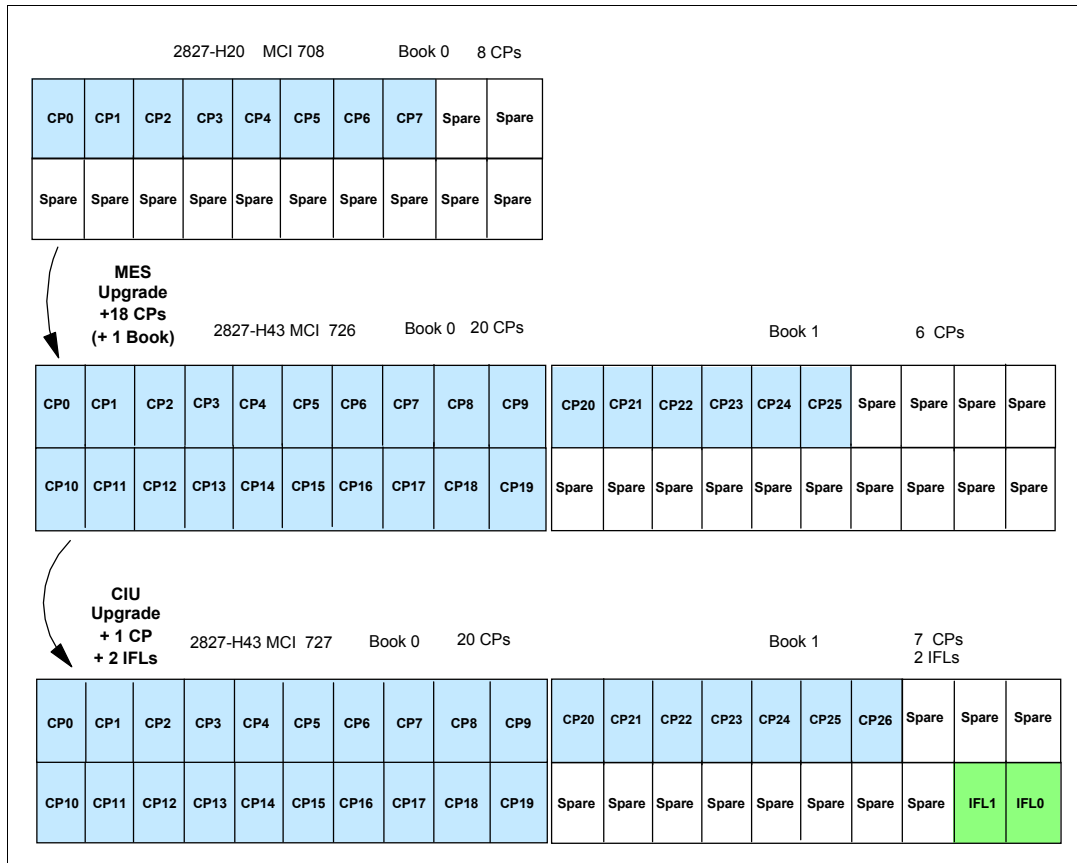 2827-H20 MCI 708 Book 0 8 CPs
CP0 CP1 CP2 CP3 CP4 CP5 CP6 CP7 Spare Spare
Spare Spare Spare Spare Spare Spare Spare Spare Spare Spare
MES
Upgrade
+18 CPs
(+ 1 Book)
2827-H43 MCI 726 Book 0 20 CPs Book 1 6 CPs
CP0 CP1 CP2 CP3 CP4 CP5 CP6 CP7 CP8 CP9 CP20 CP21 CP22 CP23 CP24 CP25 Spare Spare Spare Spare
CP10 CP11 CP12 CP13 CP14 CP15 CP16 CP17 CP18 CP19 Spare Spare Spare Spare Spare Spare Spare Spare Spare Spare
CIU
Upgrade
+ 1 CP
+ 2 IFLs
2827-H43 MCI 727 Book 0 20 CPs Book 1 7 CPs
2 IFLs
CP0 CP1 CP2 CP3 CP4 CP5 CP6 CP7 CP8 CP9 CP20 CP21 CP22 CP23 CP24 CP25 CP26 Spare Spare Spare
CP10 CP11 CP12 CP13 CP14 CP15 CP16 CP17 CP18 CP19 Spare Spare Spare Spare Spare Spare Spare Spare IFL1 IFL0